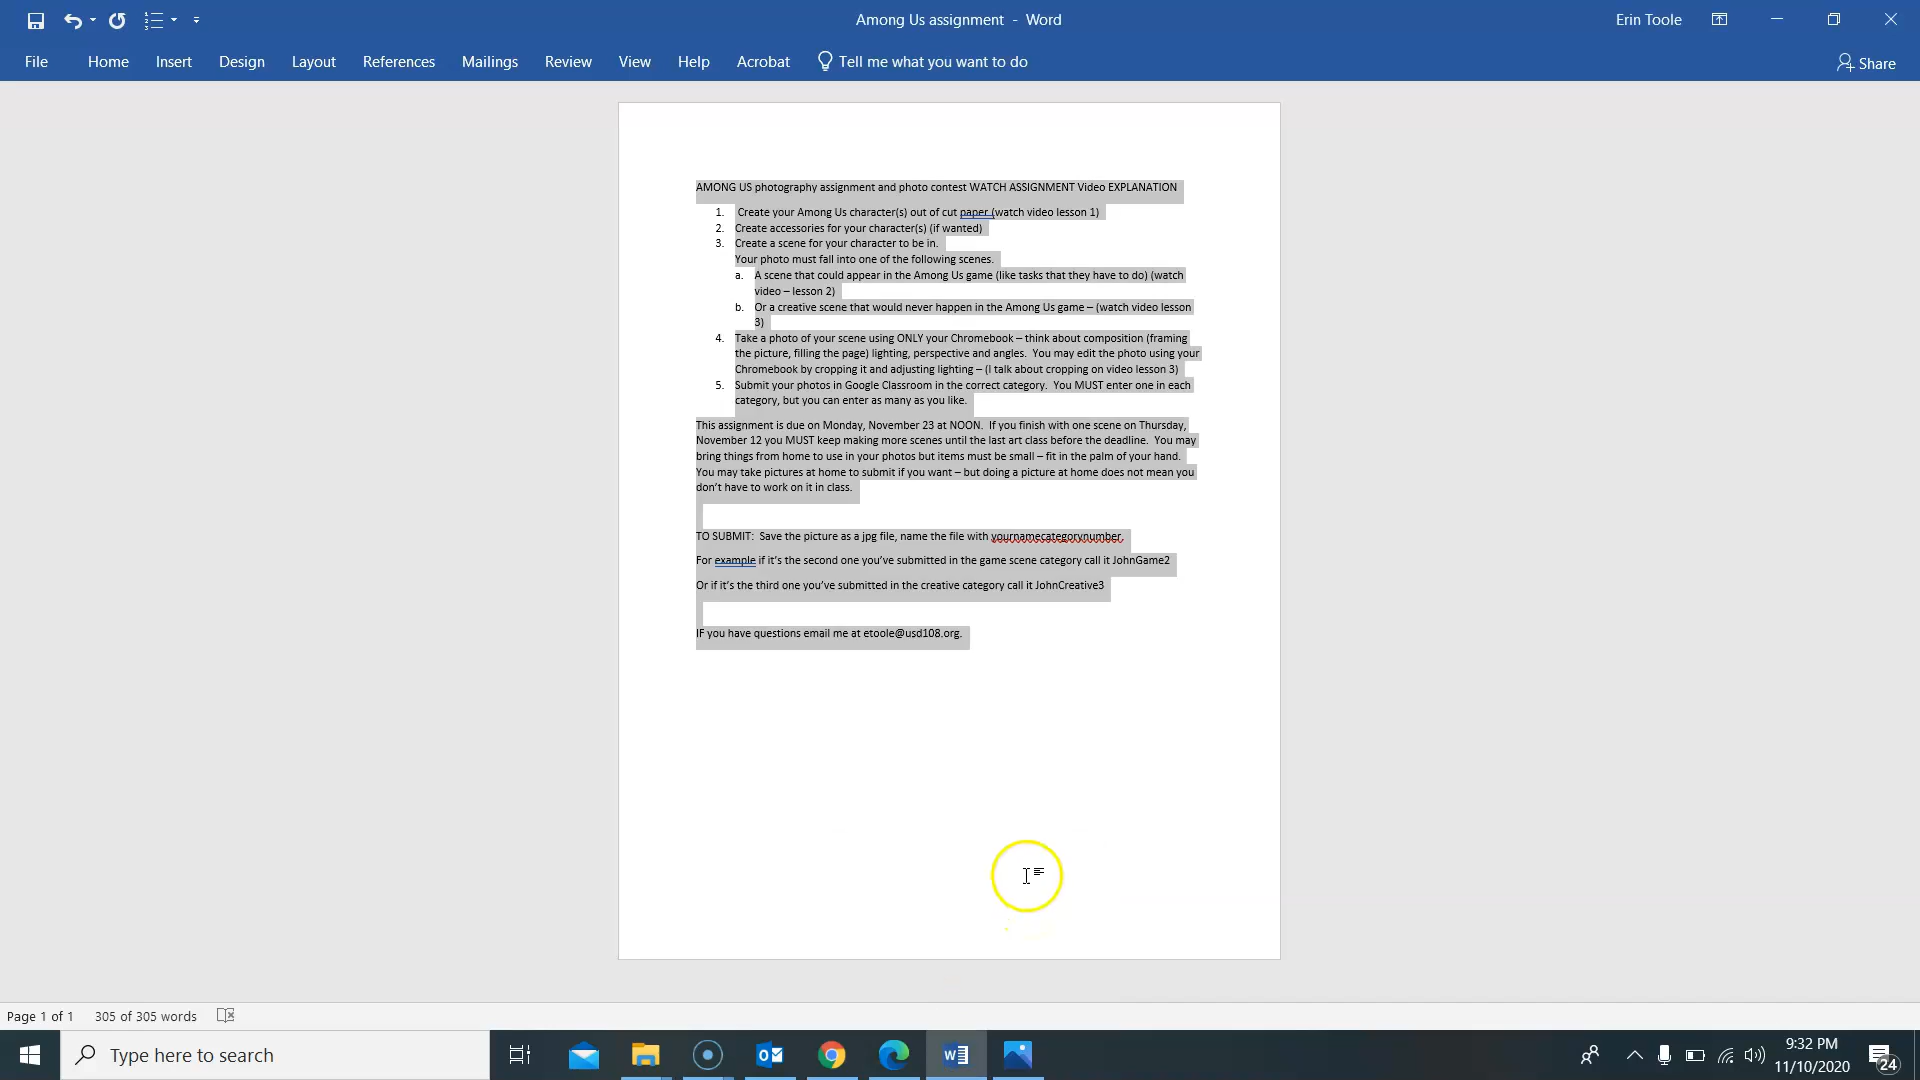 Among Us assignment - Word
Erin Toole
File Home Insert Design Layout References Mailings Review View Help Acrobat Tell me what you want to do
Share
AMONG US photography assignment and photo contest WATCH ASSIGNMENT Video EXPLANATION
1. Create your Among Us character(s) out of cut paper (watch video lesson 1)
2. Create accessories for your character(s) (if wanted)
3. Create a scene for your character to be in.
Your photo must fall into one of the following scenes.
a. A scene that could appear in the Among Us game (like tasks that they have to do) (watch
video – lesson 2)
b. Or a creative scene that would never happen in the Among Us game – (watch video lesson
3)
4. Take a photo of your scene using ONLY your Chromebook – think about composition (framing
the picture, filling the page) lighting, perspective and angles. You may edit the photo using your
Chromebook by cropping it and adjusting lighting – (I talk about cropping on video lesson 3)
5. Submit your photos in Google Classroom in the correct category. You MUST enter one in each
category, but you can enter as many as you like.
This assignment is due on Monday, November 23 at NOON. If you finish with one scene on Thursday,
November 12 you MUST keep making more scenes until the last art class before the deadline. You may
bring things from home to use in your photos but items must be small – fit in the palm of your hand.
You may take pictures at home to submit if you want – but doing a picture at home does not mean you
don't have to work on it in class.
TO SUBMIT: Save the picture as a jpg file, name the file with yournamecategorynumber.
For example if it's the second one you've submitted in the game scene category call it JohnGame2
Or if it's the third one you've submitted in the creative category call it JohnCreative3
IF you have questions email me at etoole@usd108.org.
Page 1 of 1 305 of 305 words
Type here to search
9:32 PM
11/10/2020
24